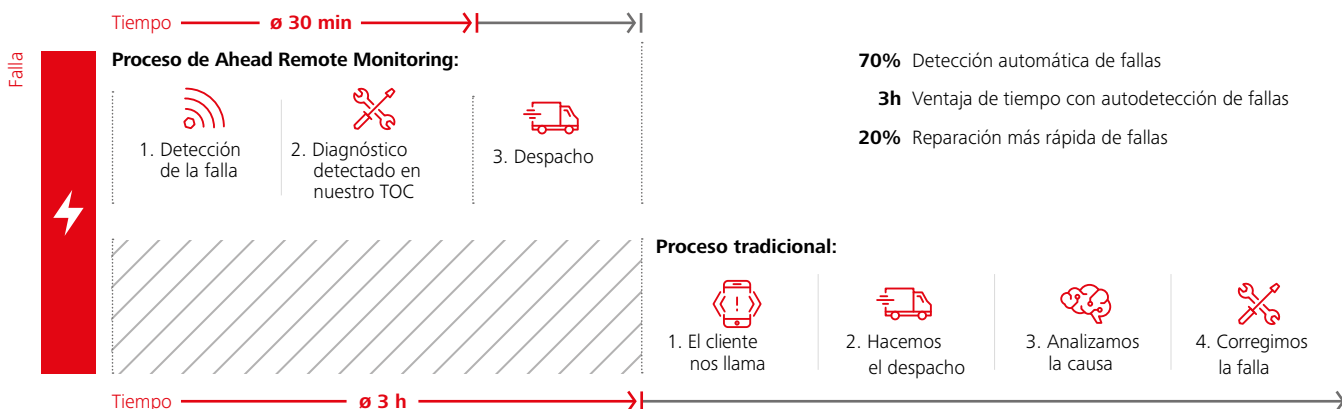 Tiempo ø 30 min
Falla
Proceso de Ahead Remote Monitoring:
1. Detección
de la falla
2. Diagnóstico
detectado en
nuestro TOC
3. Despacho
70% Detección automática de fallas
3h Ventaja de tiempo con autodetección de fallas
20% Reparación más rápida de fallas
Proceso tradicional:
1. El cliente
nos llama
2. Hacemos
el despacho
3. Analizamos
la causa
4. Corregimos
la falla
Tiempo ø 3 h